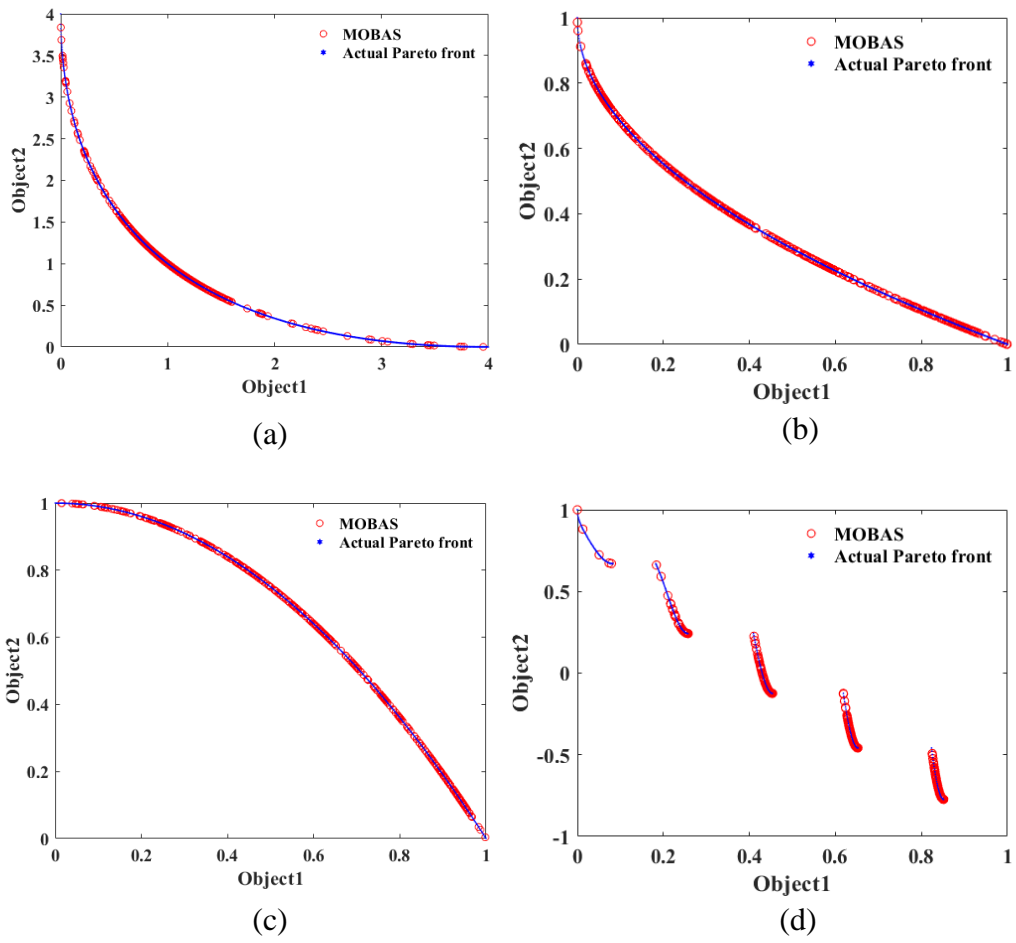 4
3.5
3
2.5
2
1.5
1
0.5
0
Object2
MOBAS
Actual Pareto front
0 1 2 3 4
Object1
(a)
1
0.8
0.6
0.4
0.2
0
Object2
MOBAS
Actual Pareto front
0 0.2 0.4 0.6 0.8 1
Object1
(b)
1
0.8
0.6
0.4
0.2
0
Object2
MOBAS
Actual Pareto front
0 0.2 0.4 0.6 0.8 1
Object1
(c)
1
0.5
0
-0.5
-1
Object2
MOBAS
Actual Pareto front
0 0.2 0.4 0.6 0.8 1
Object1
(d)